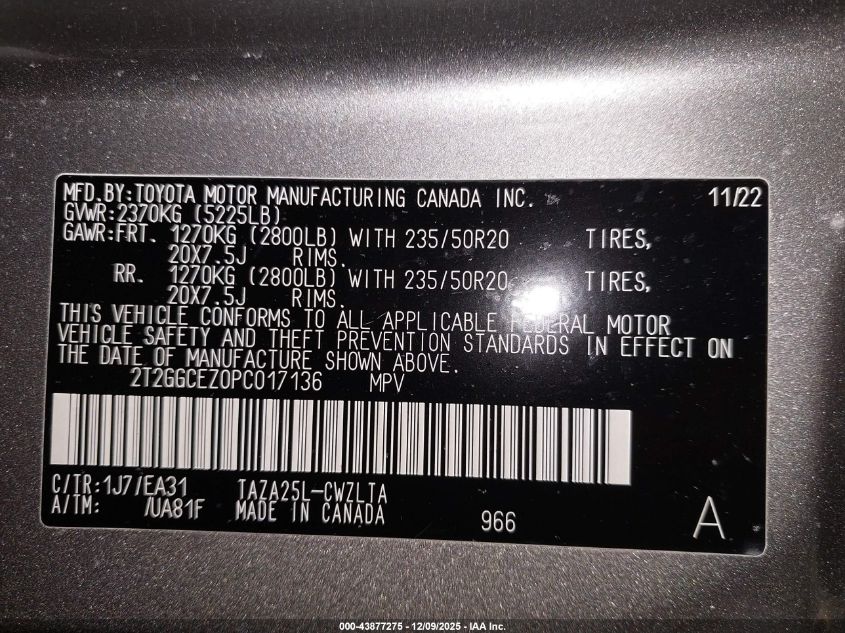 MFD.BY:TOYOTA MOTOR MANUFACTURING CANADA INC. 11/22
GVWR:2370KG (5225LB)
GAWR:FRT. 1270KG (2800LB) WITH 235/50R20 TIRES,
20X7.5J RIMS.
RR. 1270KG (2800LB) WITH 235/50R20 TIRES,
20X7.5J RIMS.
THIS VEHICLE CONFORMS TO ALL APPLICABLE FEDERAL MOTOR
VEHICLE SAFETY AND THEFT PREVENTION STANDARDS IN EFFECT ON
THE DATE OF MANUFACTURE SHOWN ABOVE.
2T2GGCEZ0PC017136 MPV
C/TR:1J7/EA31 TAZA25L-CWZLTA
A/TM: /UA81F MADE IN CANADA 966 A
000-43877275 - 12/09/2025 - IAA Inc.